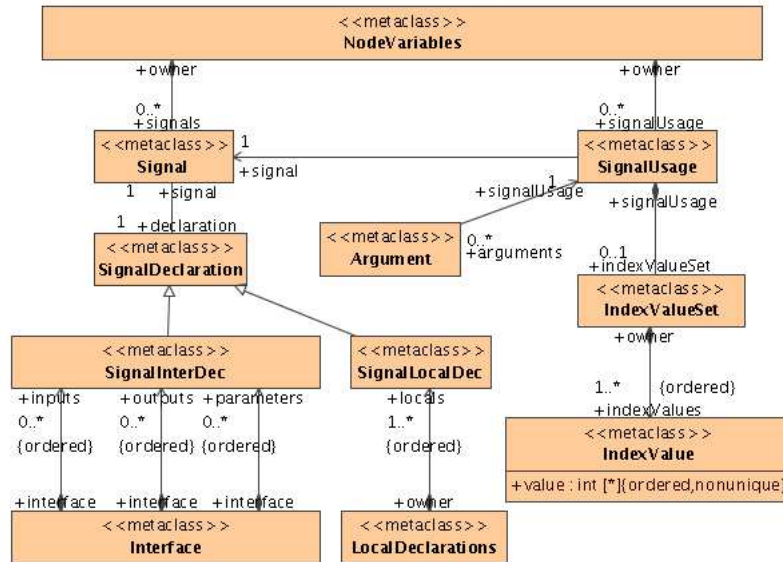 <<metaclass>>
NodeVariables
+owner
+owner
0..*
+signals
0..*
+signalUsage
<<metaclass>>
Signal
1
+signal
<<metaclass>>
SignalUsage
1 +signal
+signalUsage
1
+signalUsage
1 +declaration
<<metaclass>>
SignalDeclaration
<<metaclass>>
Argument
0..*
+arguments
0..1
+indexValueSet
<<metaclass>>
IndexValueSet
+owner
<<metaclass>>
SignalInterDec
<<metaclass>>
SignalLocalDec
+inputs +outputs +parameters
0..* 0..* 0..*
{ordered} {ordered} {ordered}
+locals
1..*
{ordered}
1..* {ordered}
+indexValues
<<metaclass>>
IndexValue
+value : int [*]{ordered,nonunique}
+interface +interface +interface
+owner
<<metaclass>>
Interface
<<metaclass>>
LocalDeclarations